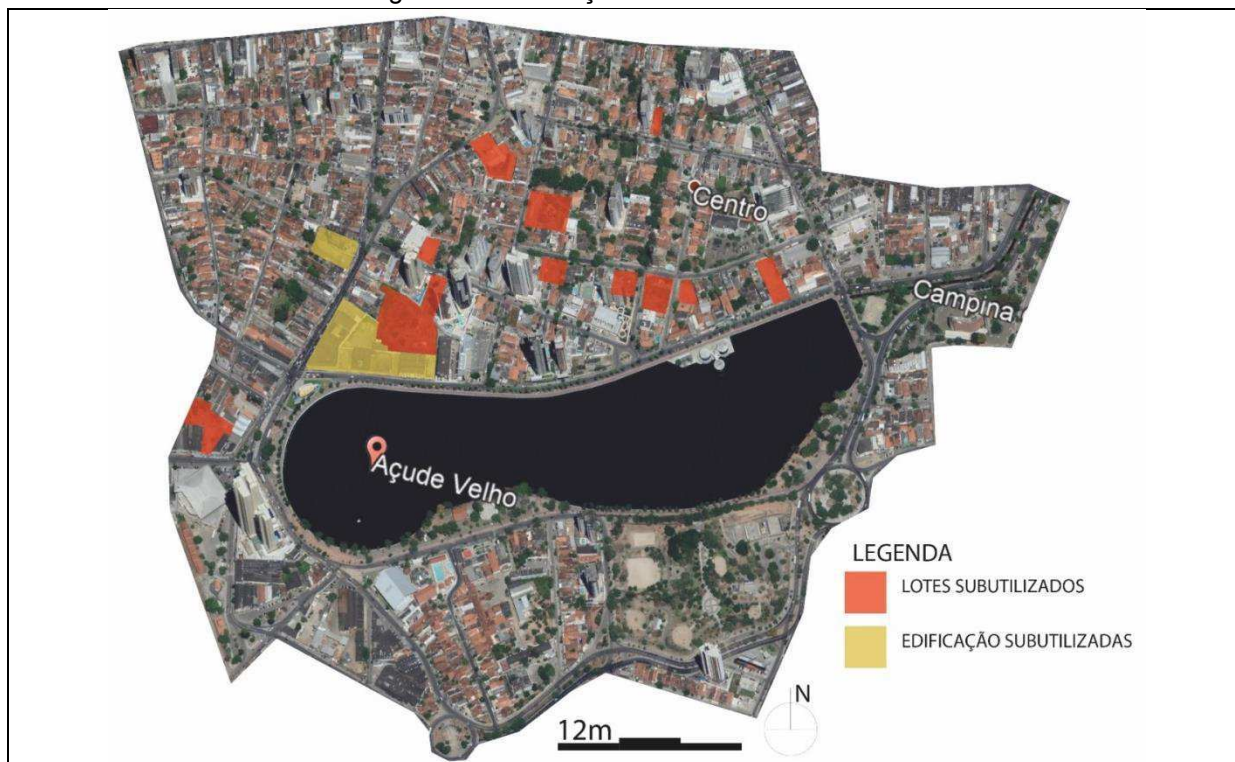 Centro
Campina
Açude Velho
LEGENDA
LOTES SUBUTILIZADOS
EDIFICAÇÃO SUBUTILIZADAS
N
12m